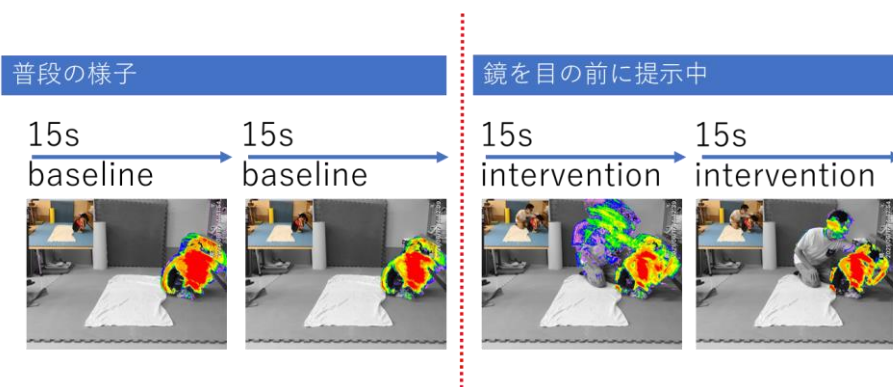 普段の様子
鏡を目の前に提示中
15s
baseline
15s
baseline
15s
intervention
15s
intervention